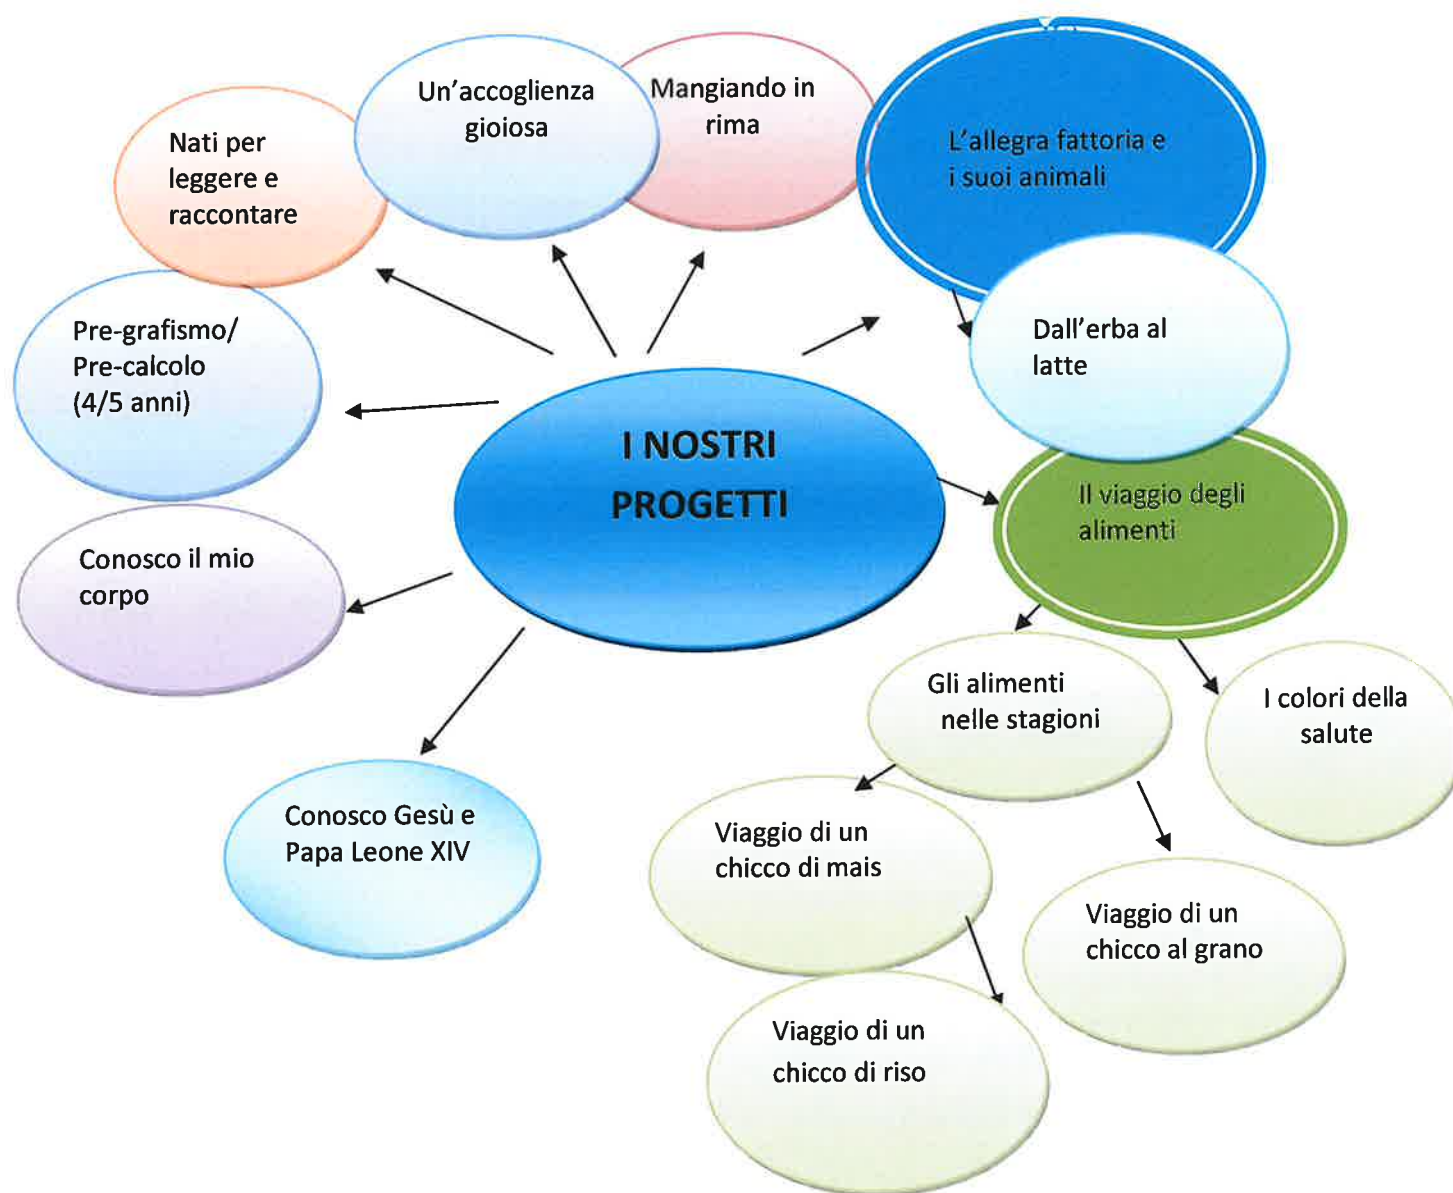 Un'accoglienza
gioiosa
Mangiando in
rima
L'allegra fattoria e
i suoi animali
Nati per
leggere e
raccontare
Pre-grafismo/
Pre-calcolo
(4/5 anni)
Dall'erba al
latte
I NOSTRI
PROGETTI
Il viaggio degli
alimenti
Conosco il mio
corpo
Gli alimenti
nelle stagioni
I colori della
salute
Conosco Gesù e
Papa Leone XIV
Viaggio di un
chicco di mais
Viaggio di un
chicco al grano
Viaggio di un
chicco di riso